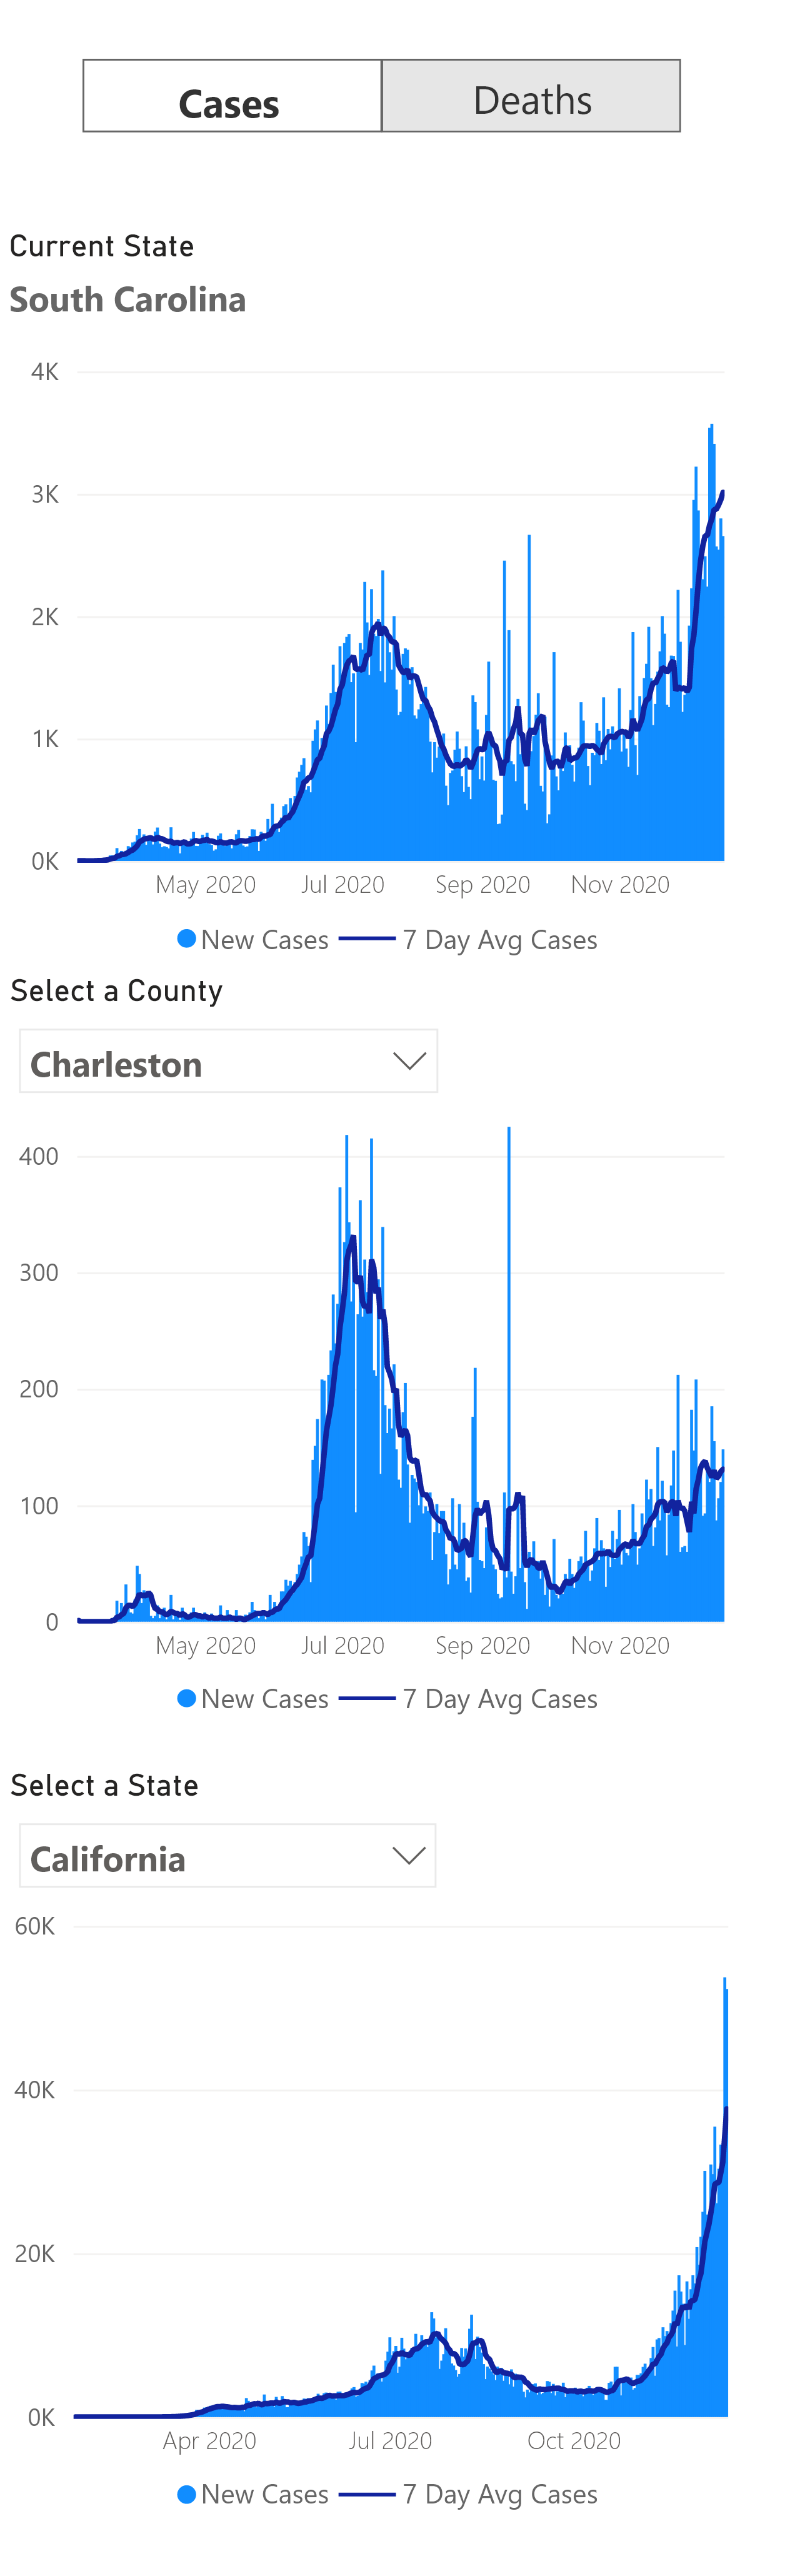 Cases Deaths
Current State
South Carolina
4K
3K
2K
1K
0K
May 2020 Jul 2020 Sep 2020 Nov 2020
New Cases 7 Day Avg Cases
Select a County
Charleston
400
300
200
100
0
May 2020 Jul 2020 Sep 2020 Nov 2020
New Cases 7 Day Avg Cases
Select a State
California
60K
40K
20K
0K
Apr 2020 Jul 2020 Oct 2020
New Cases 7 Day Avg Cases